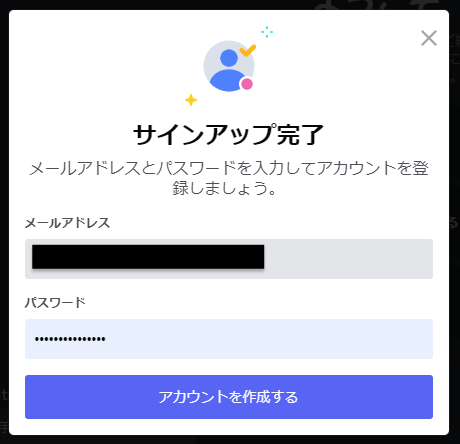 サインアップ完了
メールアドレスとパスワードを入力してアカウントを登
録しましょう。
メールアドレス
パスワード
アカウントを作成する